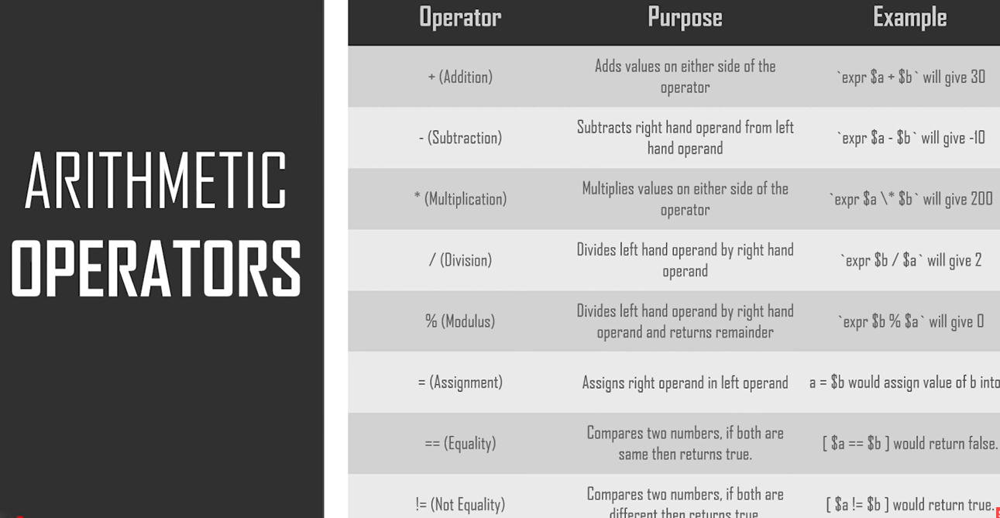 ARITHMETIC
OPERATORS
Operator Purpose Example
+ (Addition)
Adds values on either side of the
operator
`expr $a + $b` will give 30
- (Subtraction)
Subtracts right hand operand from left
hand operand
`expr $a - $b` will give -10
* (Multiplication)
Multiplies values on either side of the
operator
`expr $a \* $b` will give 200
/ (Division)
Divides left hand operand by right hand
operand
`expr $b / $a` will give 2
% (Modulus)
Divides left hand operand by right hand
operand and returns remainder
`expr $b % $a` will give 0
= (Assignment)
Assigns right operand in left operand
a = $b would assign value of b into
== (Equality)
Compares two numbers, if both are
same then returns true.
[ $a == $b ] would return false.
!= (Not Equality)
Compares two numbers, if both are
different then returns true
[ $a != $b ] would return true.